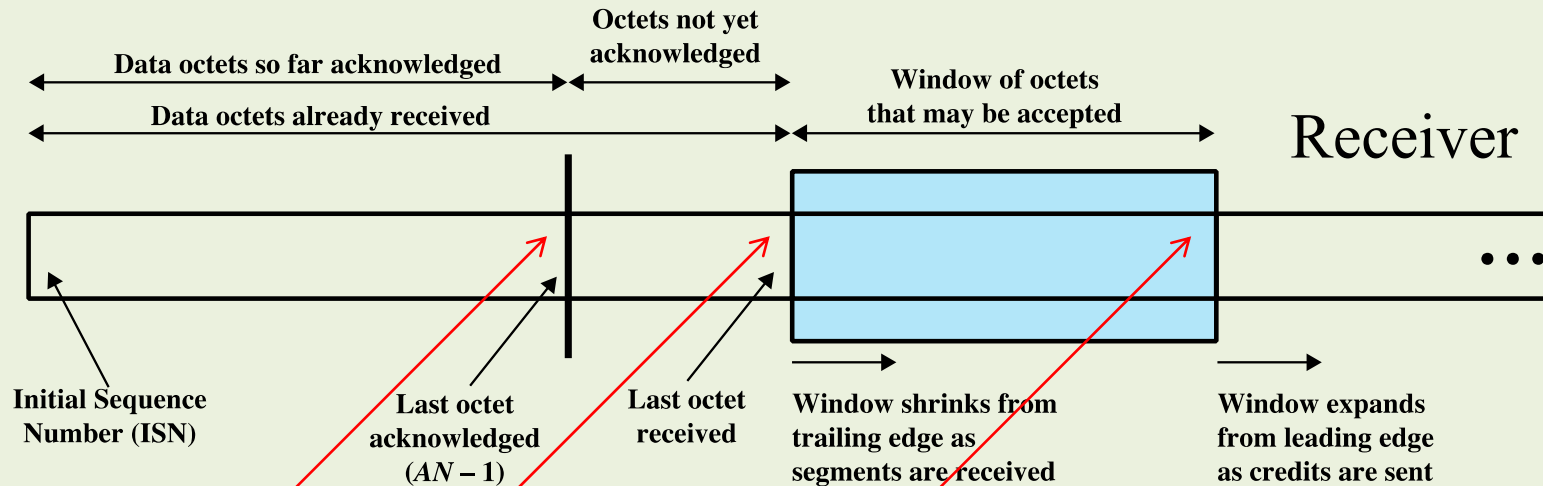 Octets not yet
acknowledged
Data octets so far acknowledged
Window of octets
that may be accepted
Data octets already received
Receiver
...
Initial Sequence
Number (ISN)
Last octet
acknowledged
(AN – 1)
Last octet
received
Window shrinks from
trailing edge as
segments are received
Window expands
from leading edge
as credits are sent